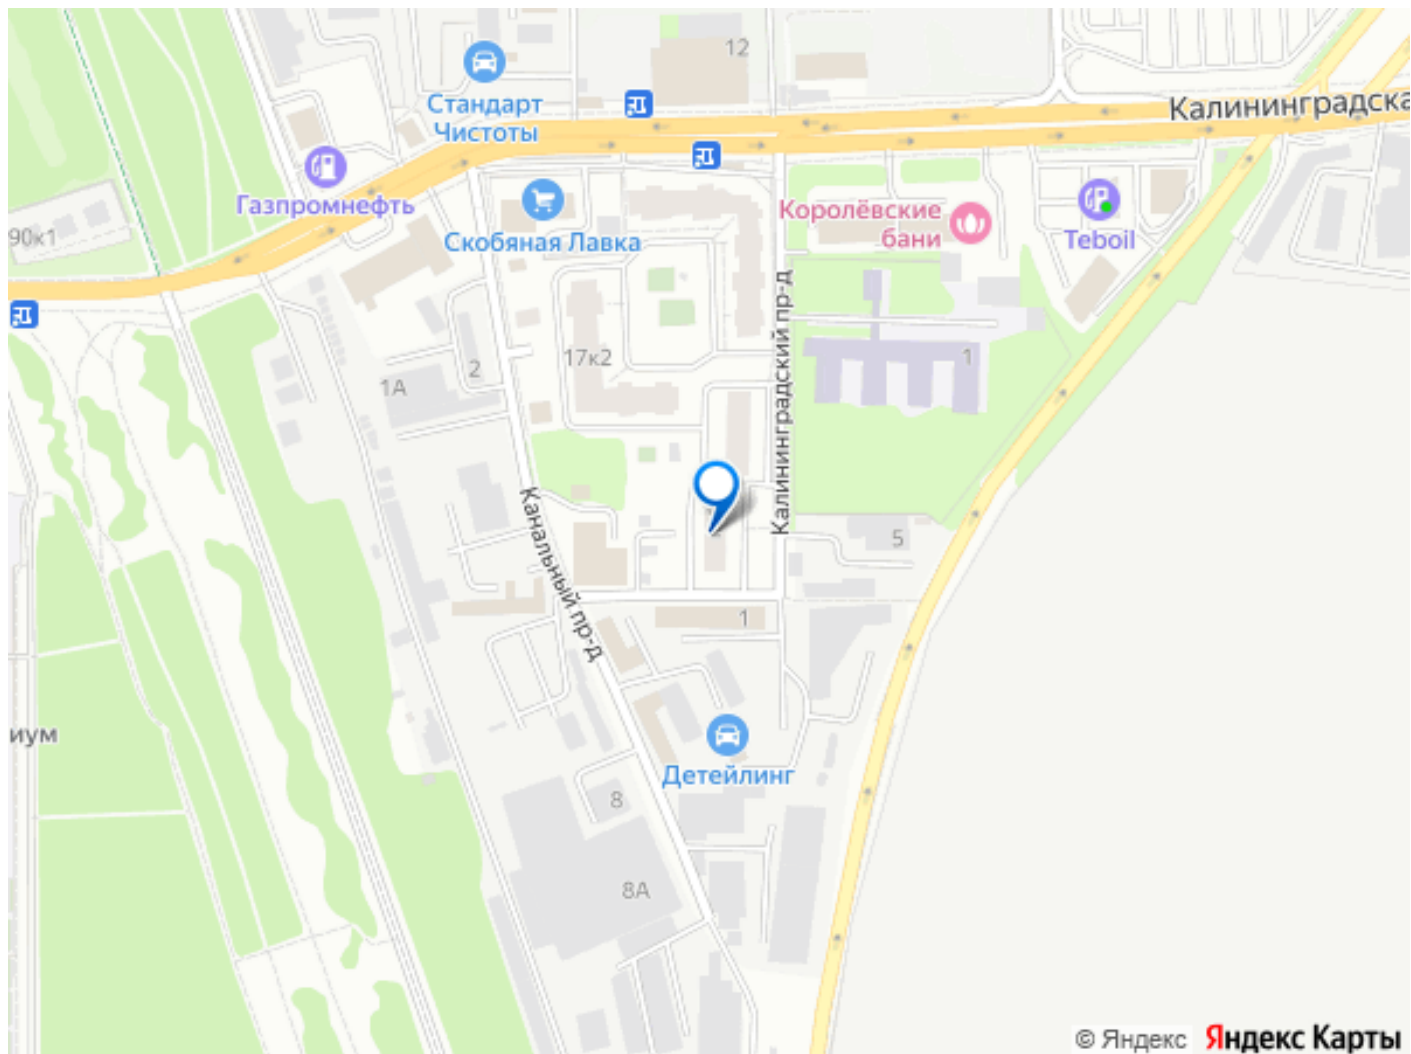 12
Стандарт
Чистоты
Калининградска
Газпромнефть
90к1
Скобяная Лавка
Королёвские
бани
Teboil
Калининградский пр-д
17к2
2
1А
1
Канальный пр-д
5
1
иум
Детейлинг
8
8А
© Яндекс Яндекс Карты